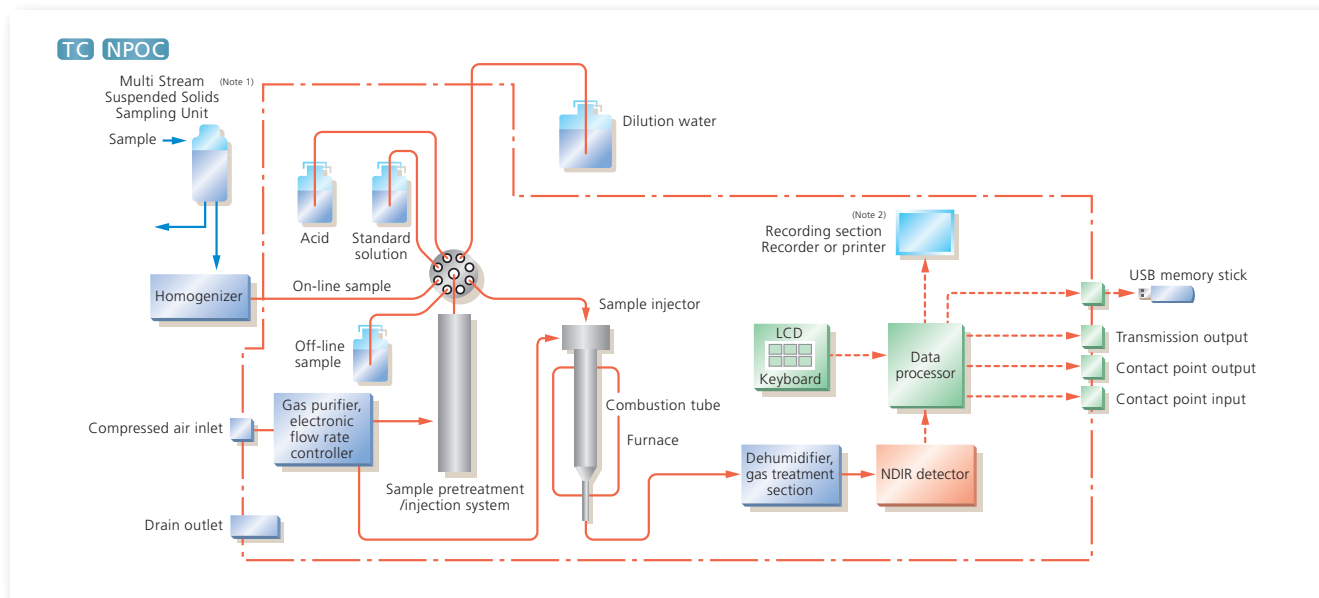 TC NPOC
Multi Stream (Note 1)
Suspended Solids
Sampling Unit
Sample
Dilution water
Acid
Standard
solution
(Note 2)
Recording section
Recorder or printer
USB memory stick
Homogenizer
On-line sample
Sample injector
Off-line
sample
LCD
Keyboard
Data
processor
Transmission output
Contact point output
Contact point input
Compressed air inlet
Gas purifier,
electronic
flow rate
controller
Combustion tube
Furnace
Sample pretreatment
/injection system
Dehumidifier,
gas treatment
section
NDIR detector
Drain outlet